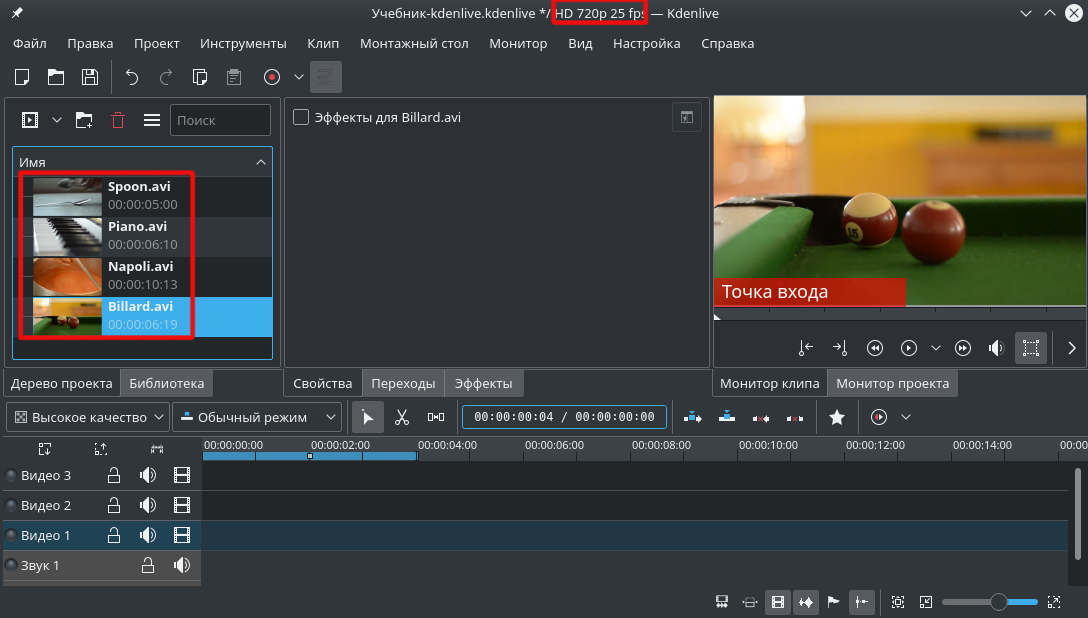 Учебник-kdenlive.kdenlive */ HD 720p 25 fps — Kdenlive
Файл Правка Проект Инструменты Клип Монтажный стол Монитор Вид Настройка Справка
Поиск
Эффекты для Billard.avi
Имя
Spoon.avi
00:00:05:00
Piano.avi
00:00:06:10
Napoli.avi
00:00:10:13
Billard.avi
00:00:06:19
15
Точка входа
Дерево проекта Библиотека
Свойства Переходы Эффекты
Монитор клипа Монитор проекта
Высокое качество Обычный режим
00:00:00:04 / 00:00:00:00
00:00:00:00 00:00:02:00 00:00:04:00 00:00:06:00 00:00:08:00 00:00:10:00 00:00:12:00 00:00:14:00
Видео 3
Видео 2
Видео 1
Звук 1